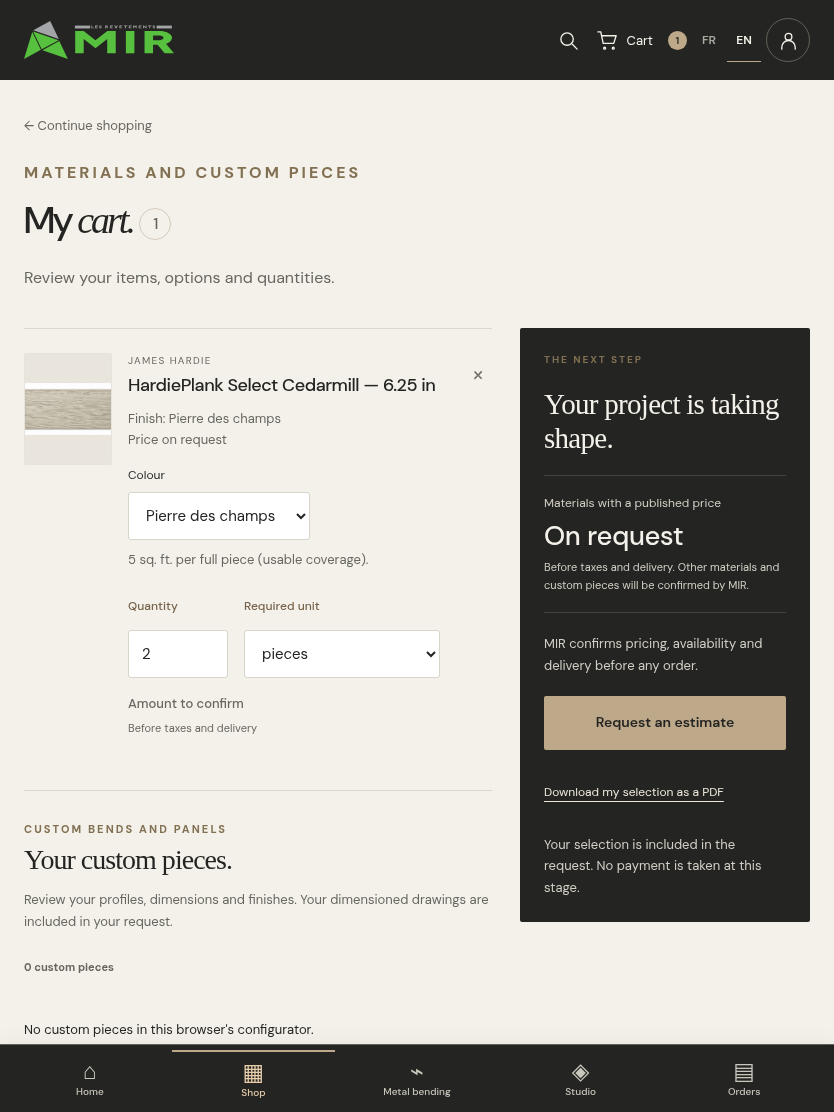 LES REVÊTEMENTS
MIR
Cart
1
FR
EN
← Continue shopping
MATERIALS AND CUSTOM PIECES
My cart. 1
Review your items, options and quantities.
JAMES HARDIE
HardiePlank Select Cedarmill — 6.25 in
×
Finish: Pierre des champs
Price on request
Colour
Pierre des champs
5 sq. ft. per full piece (usable coverage).
Quantity
Required unit
2
pieces
Amount to confirm
Before taxes and delivery
THE NEXT STEP
Your project is taking
shape.
Materials with a published price
On request
Before taxes and delivery. Other materials and
custom pieces will be confirmed by MIR.
MIR confirms pricing, availability and
delivery before any order.
Request an estimate
Download my selection as a PDF
Your selection is included in the
request. No payment is taken at this
stage.
CUSTOM BENDS AND PANELS
Your custom pieces.
Review your profiles, dimensions and finishes. Your dimensioned drawings are
included in your request.
0 custom pieces
No custom pieces in this browser's configurator.
Home
Shop
Metal bending
Studio
Orders